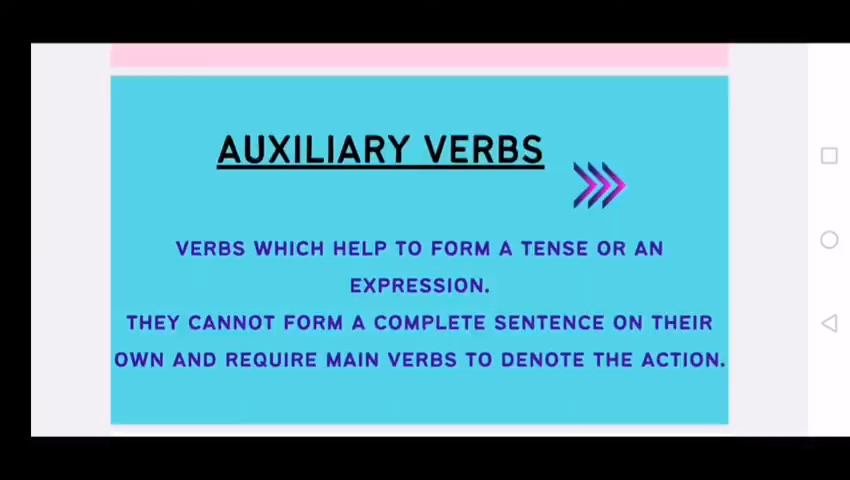 AUXILIARY VERBS
VERBS WHICH HELP TO FORM A TENSE OR AN
EXPRESSION.
THEY CANNOT FORM A COMPLETE SENTENCE ON THEIR
OWN AND REQUIRE MAIN VERBS TO DENOTE THE ACTION.